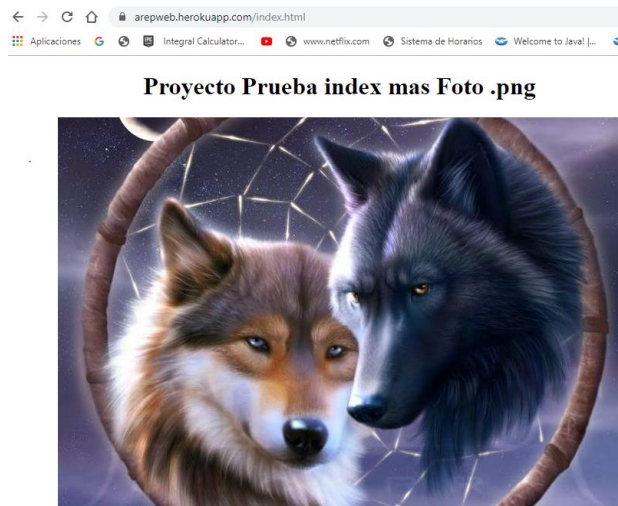 arepweb.herokuapp.com/index.html
Aplicaciones Integral Calculator... www.netflix.com Sistema de Horarios Welcome to Java! |...
Proyecto Prueba index mas Foto .png